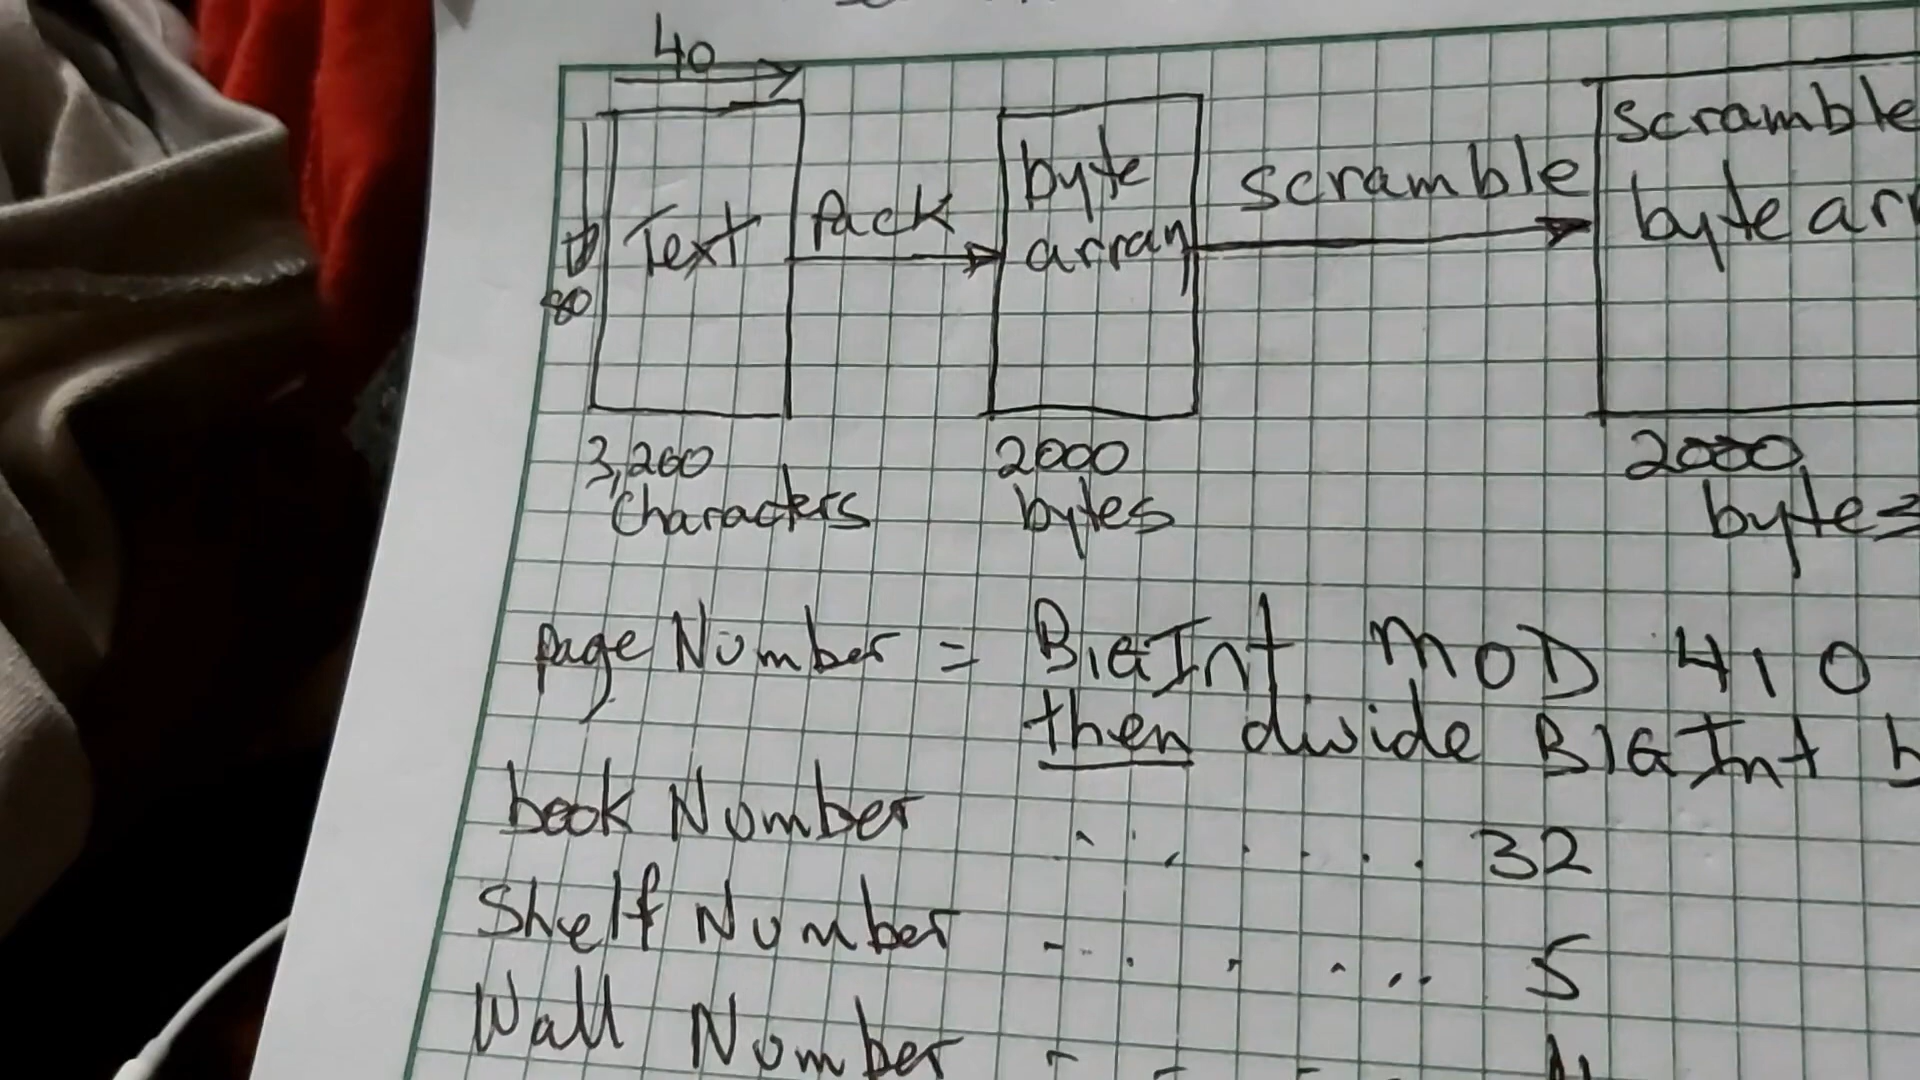 40
80
Text
Pack
byte
array
scramble
scramble
byte arr
3,200
characters
2000
bytes
2000
bytes
page Number = BIGInt MOD 410
then divide BIGInt b
book Number 32
Shelf Number 5
Wall Number